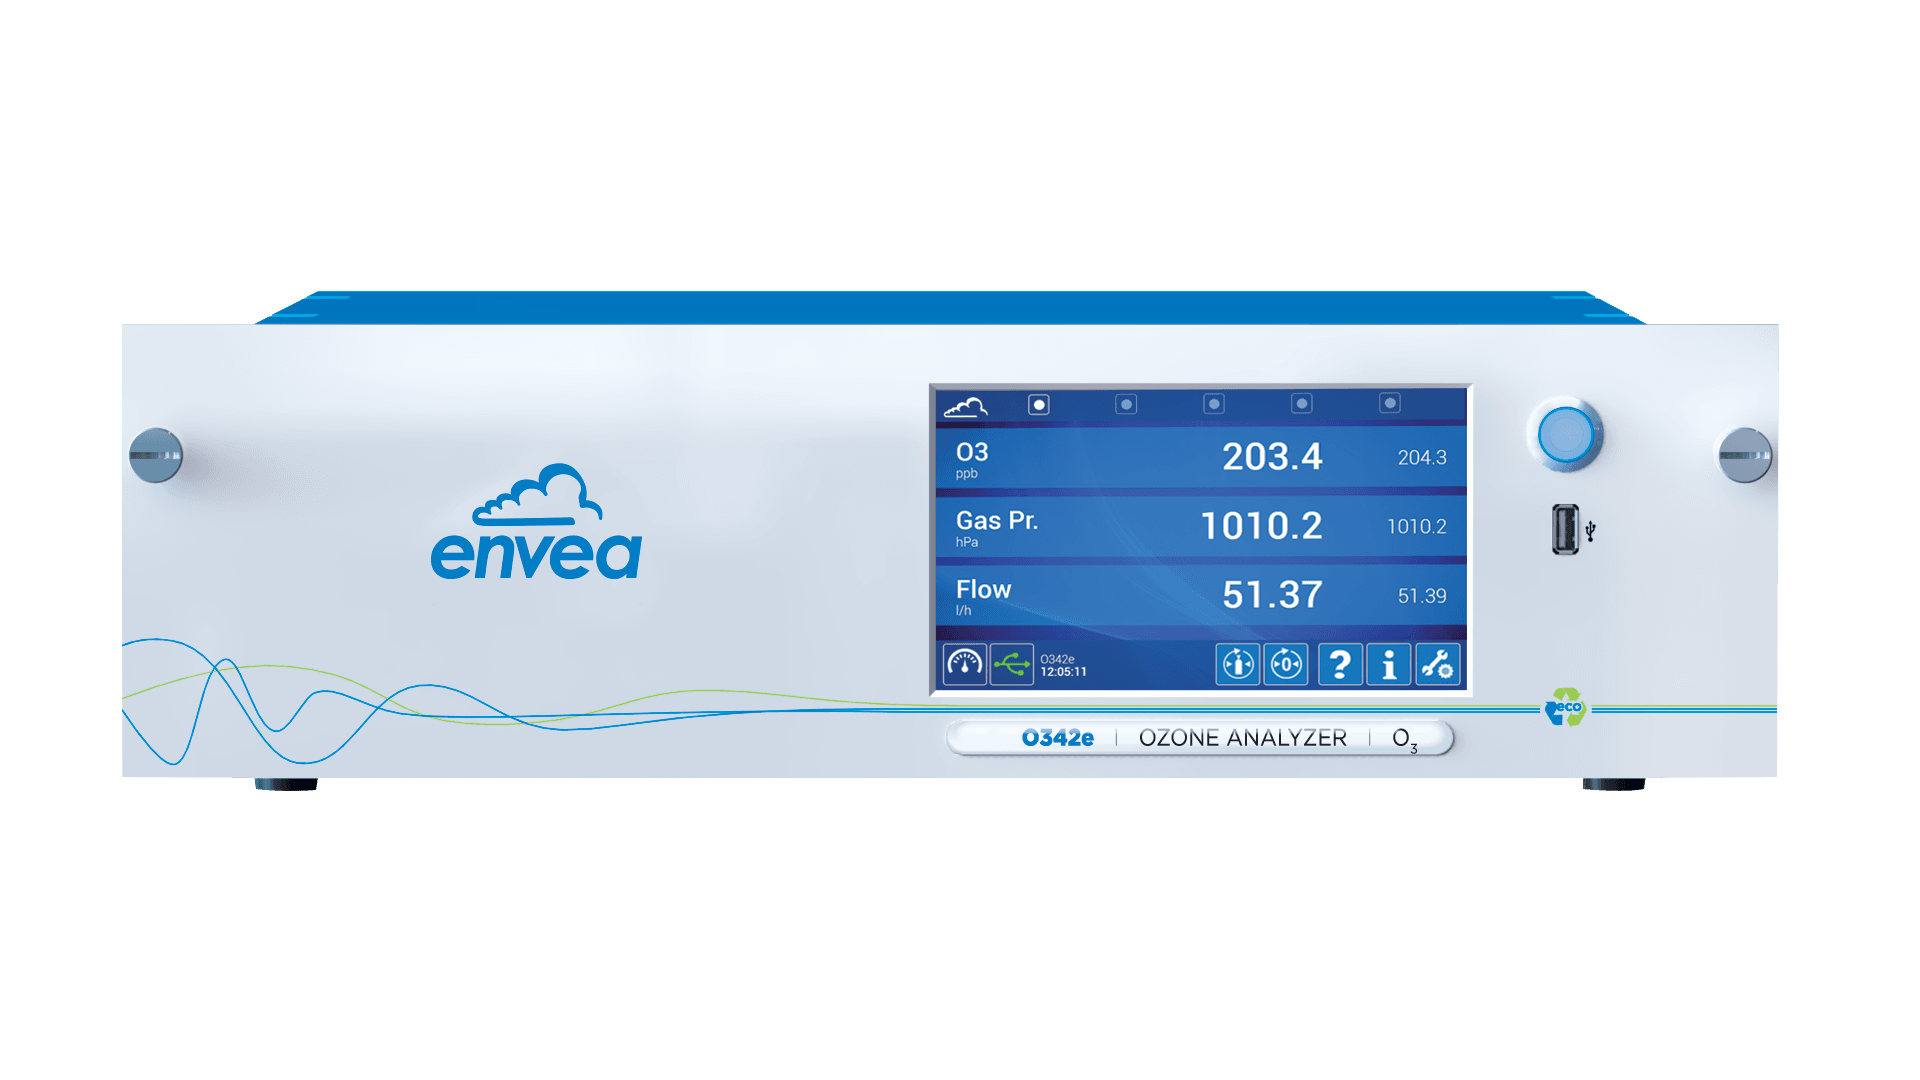 envea
O3 203.4 204.3
ppb
Gas Pr. 1010.2 1010.2
hPa
Flow 51.37 51.39
l/h
O342e
12:05:11
0 ? i
eco
O342e | OZONE ANALYZER | O3